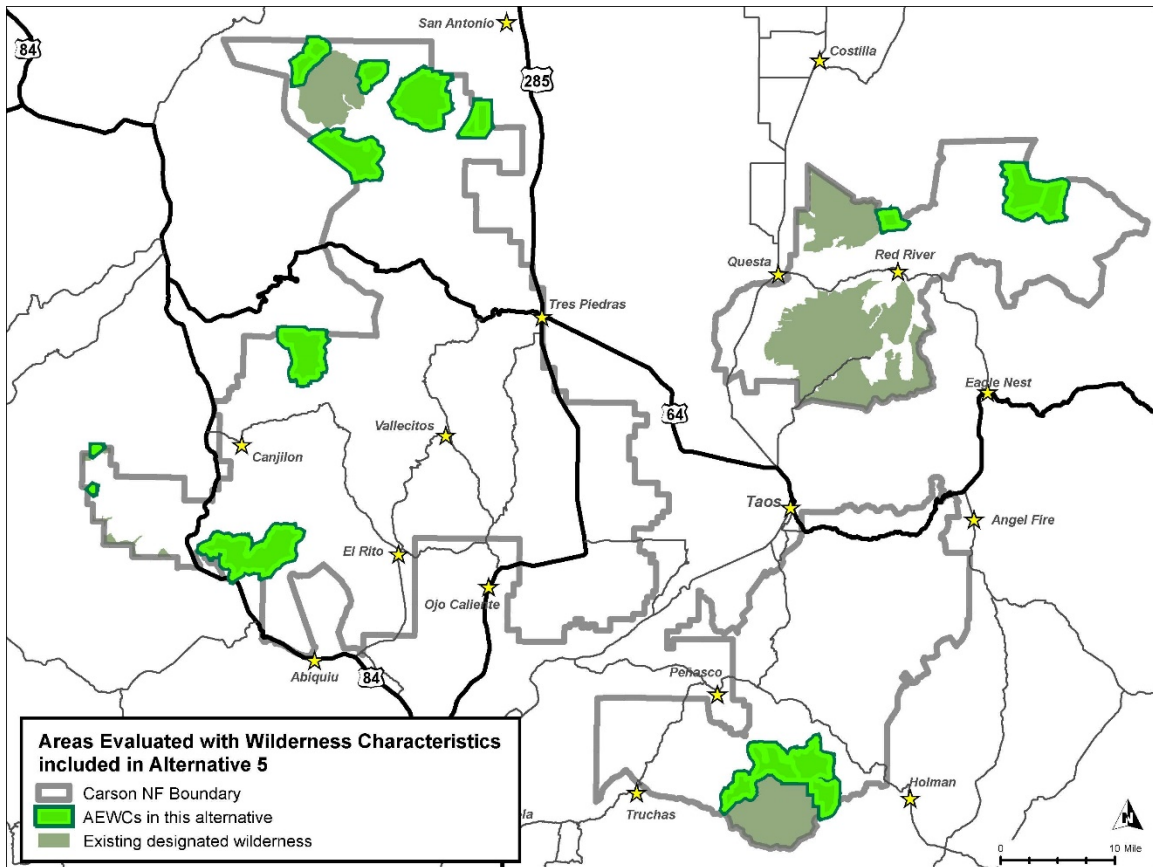 San Antonio
84
Costilla
285
Questa
Red River
Tres Piedras
Eagle Nest
64
Vallecitos
Canjilon
Taos
Angel Fire
El Rito
Ojo Caliente
Abiquiu
84
Peñasco
Truchas
Holman
Areas Evaluated with Wilderness Characteristics
included in Alternative 5
Carson NF Boundary
AEWCs in this alternative
Existing designated wilderness
N
0 10 Mile